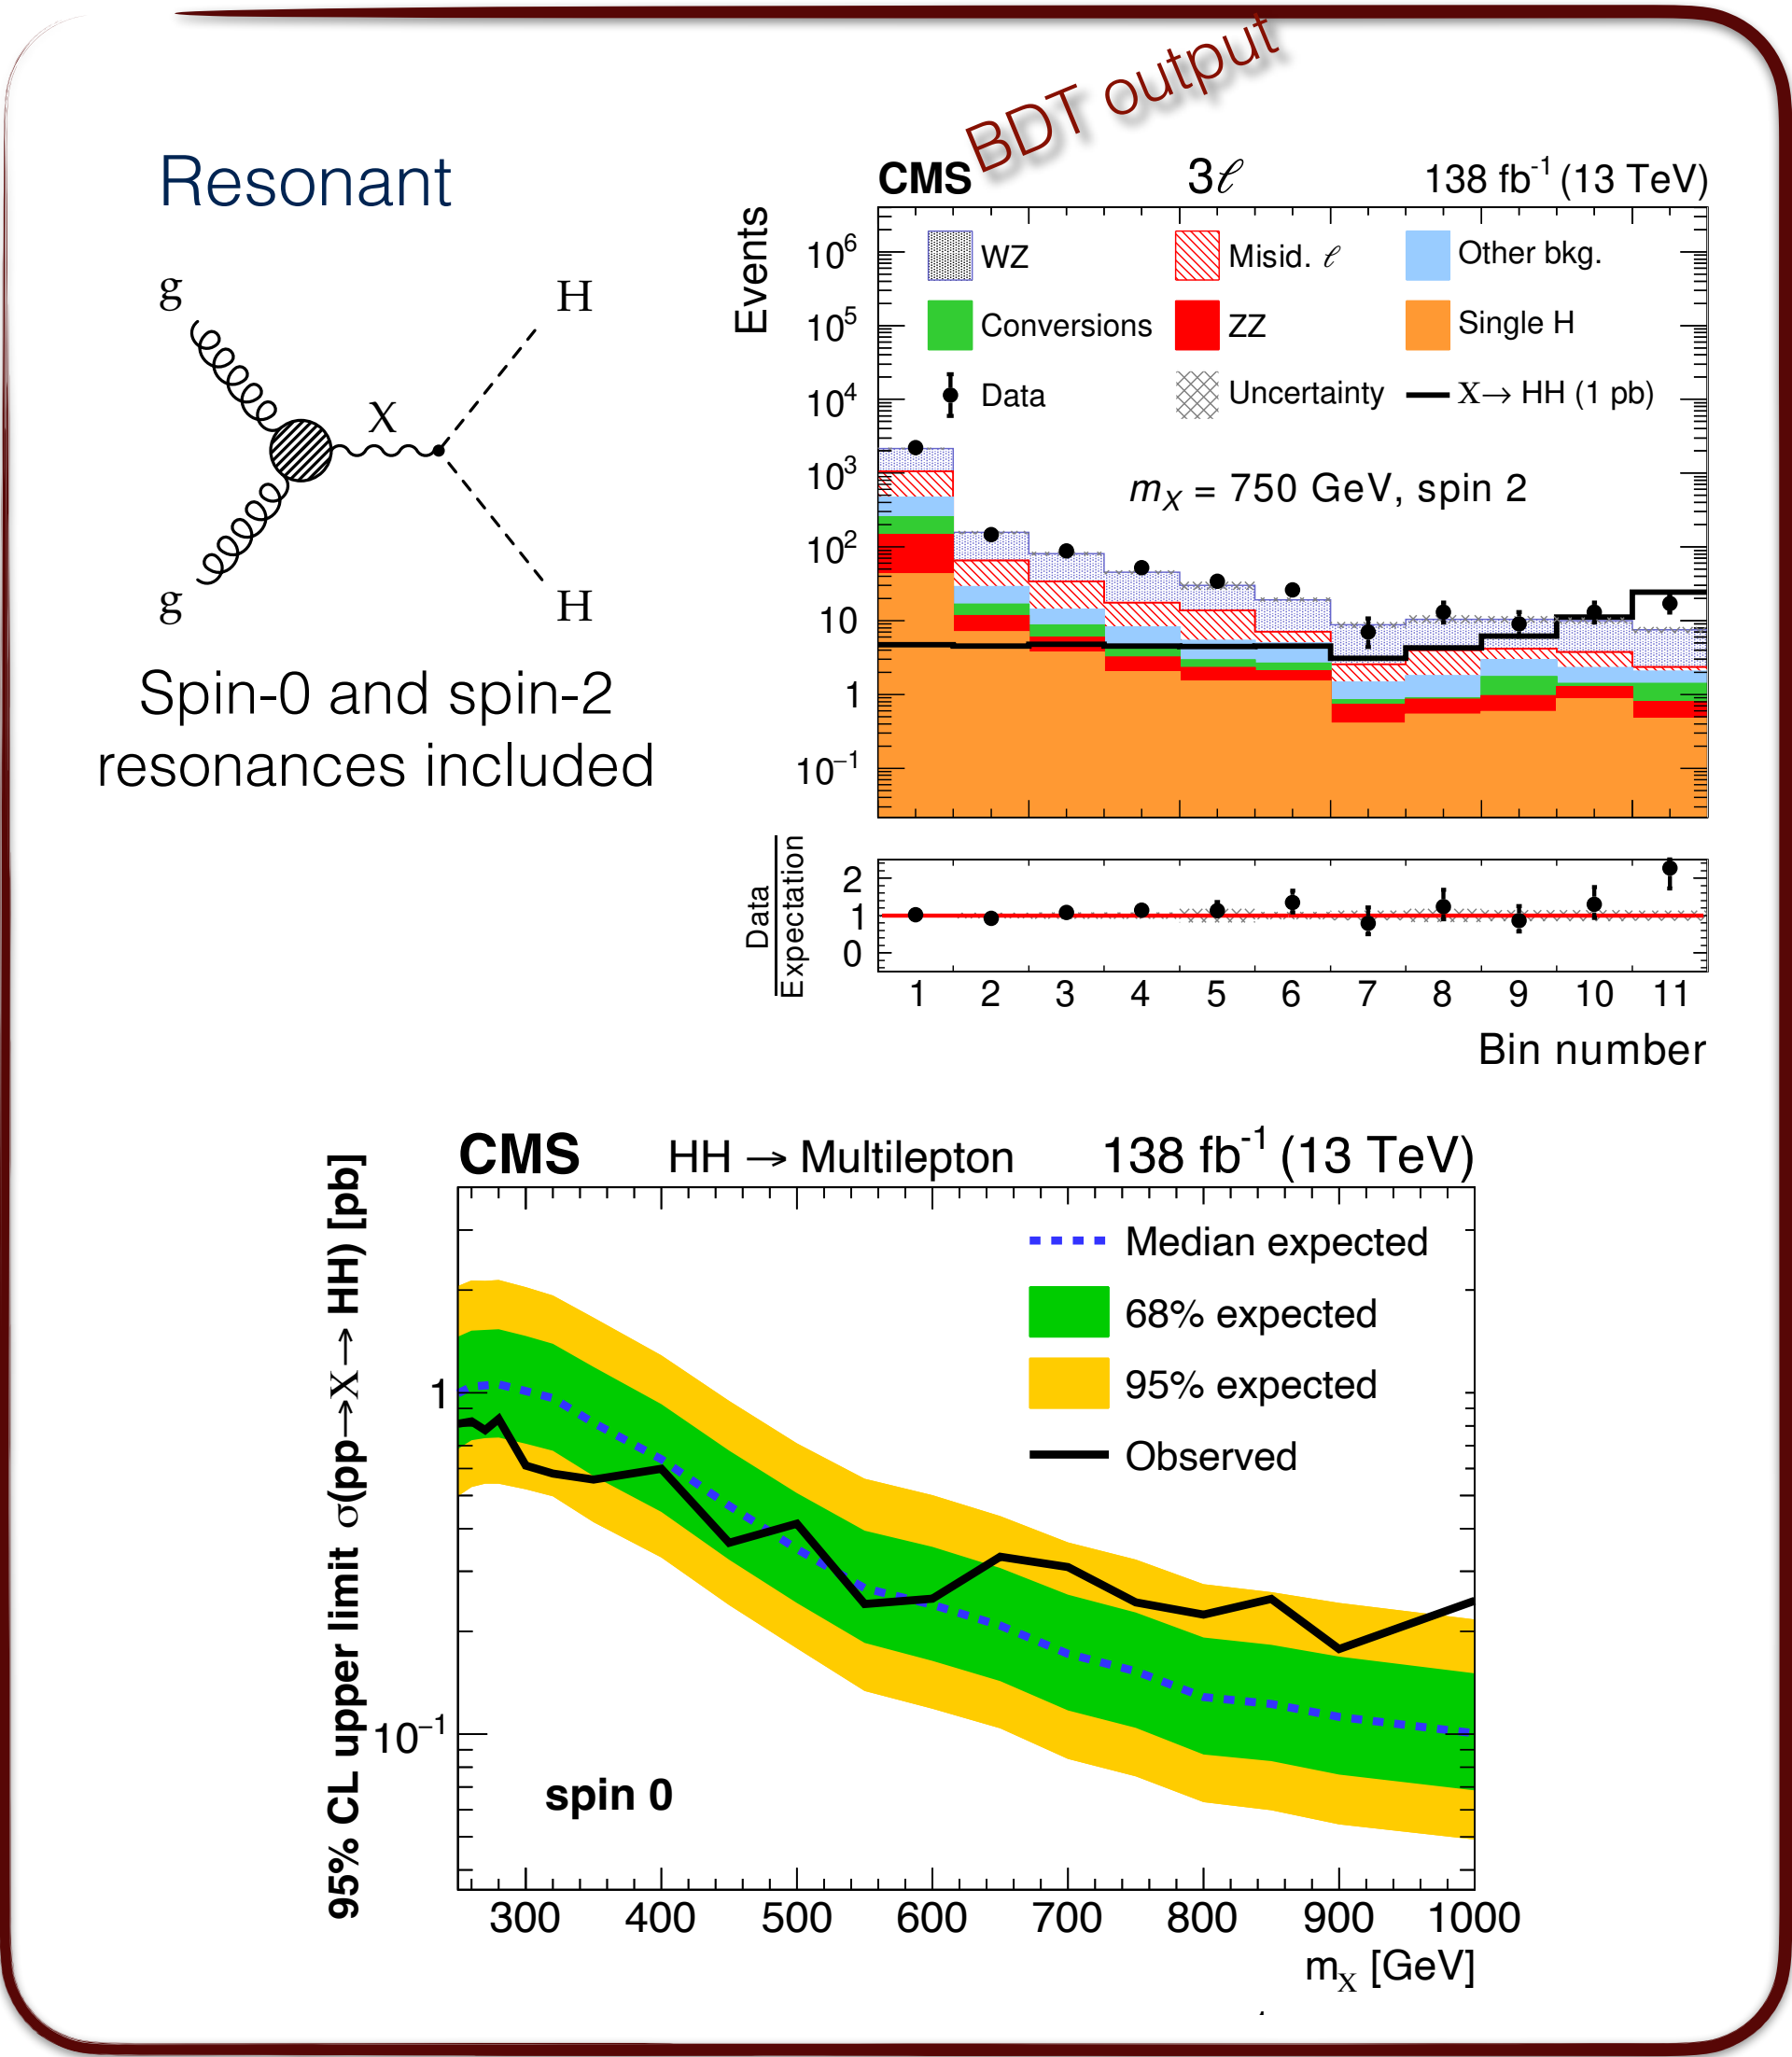 BDT output
Resonant
g
H
X
g
H
Spin-0 and spin-2
resonances included
CMS 3ℓ 138 fb⁻¹ (13 TeV)
Events
WZ Misid. ℓ Other bkg.
Conversions ZZ Single H
Data Uncertainty X→ HH (1 pb)
m_X = 750 GeV, spin 2
10⁶
10⁵
10⁴
10³
10²
10
1
10⁻¹
Data
Expectation
2
1
0
1 2 3 4 5 6 7 8 9 10 11
Bin number
CMS HH → Multilepton 138 fb⁻¹ (13 TeV)
95% CL upper limit σ(pp→X→ HH) [pb]
Median expected
68% expected
95% expected
Observed
1
10⁻¹
spin 0
300 400 500 600 700 800 900 1000
m_X [GeV]